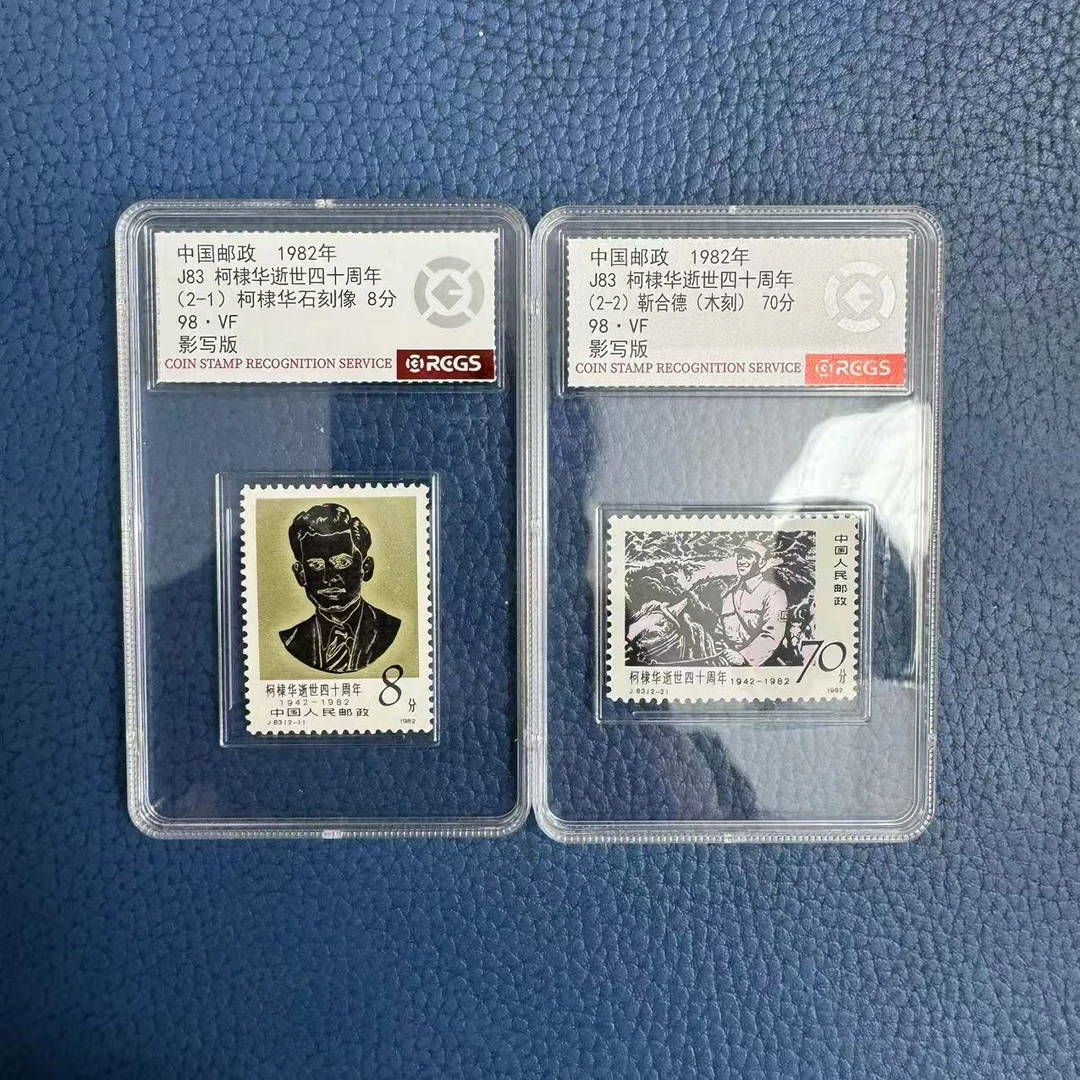 中国邮政 1982年
J83 柯棣华逝世四十周年
(2-1) 柯棣华石刻像 8分
98·VF
影写版
COIN STAMP RECOGNITION SERVICE RCGS
柯棣华逝世四十周年
1942-1982
中国人民邮政
8分
J.83(2-1)
1982
中国邮政 1982年
J83 柯棣华逝世四十周年
(2-2) 靳合德(木刻) 70分
98·VF
影写版
COIN STAMP RECOGNITION SERVICE RCGS
中国人民邮政
70分
柯棣华逝世四十周年 1942-1982
J.83(2-2)
1982